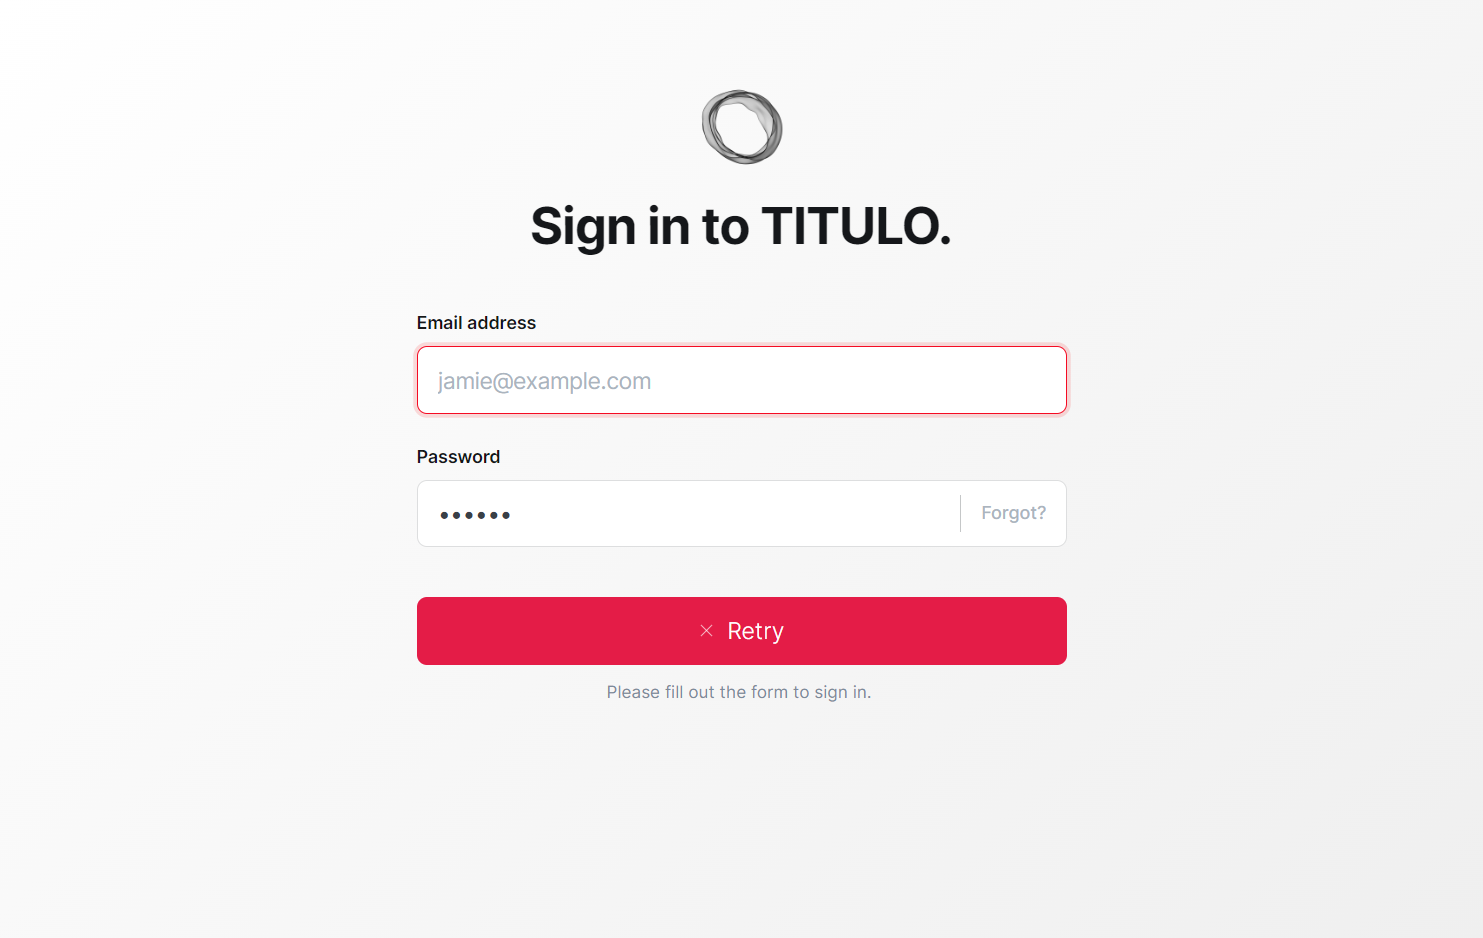 Sign in to TITULO.
Email address
jamie@example.com
Password
••••••
Forgot?
Retry
Please fill out the form to sign in.